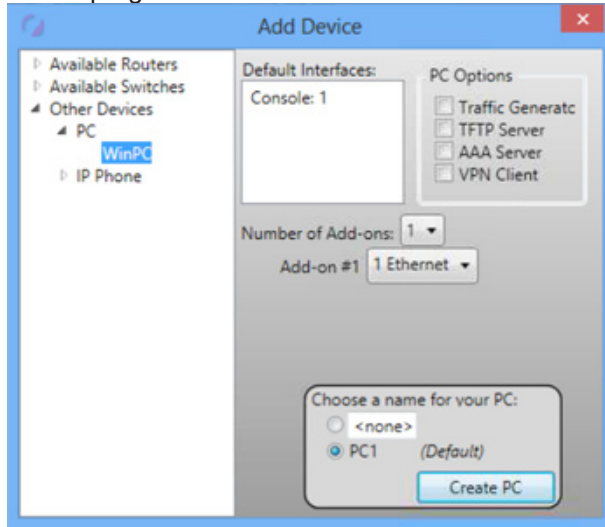 Add Device
Available Routers
Available Switches
Other Devices
PC
WinPC
IP Phone
Default Interfaces:
Console: 1
PC Options
Traffic Generatc
TFTP Server
AAA Server
VPN Client
Number of Add-ons: 1
Add-on #1 1 Ethernet
Choose a name for your PC:
<none>
PC1 (Default)
Create PC